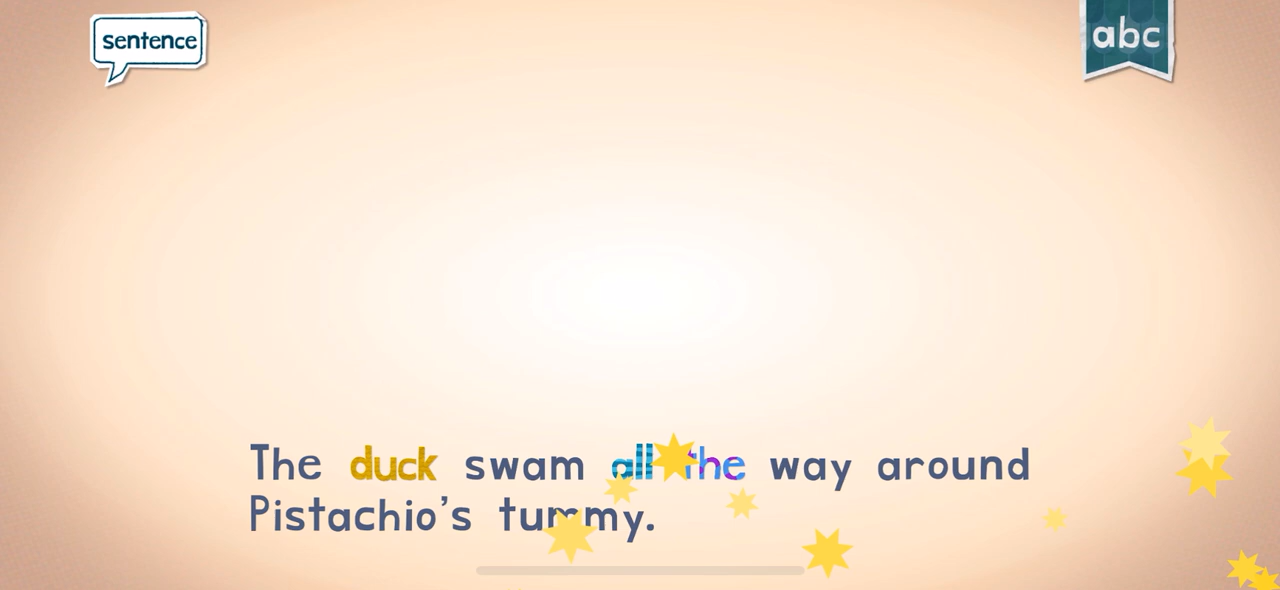 sentence
abc
The duck swam all the way around
Pistachio's tummy.